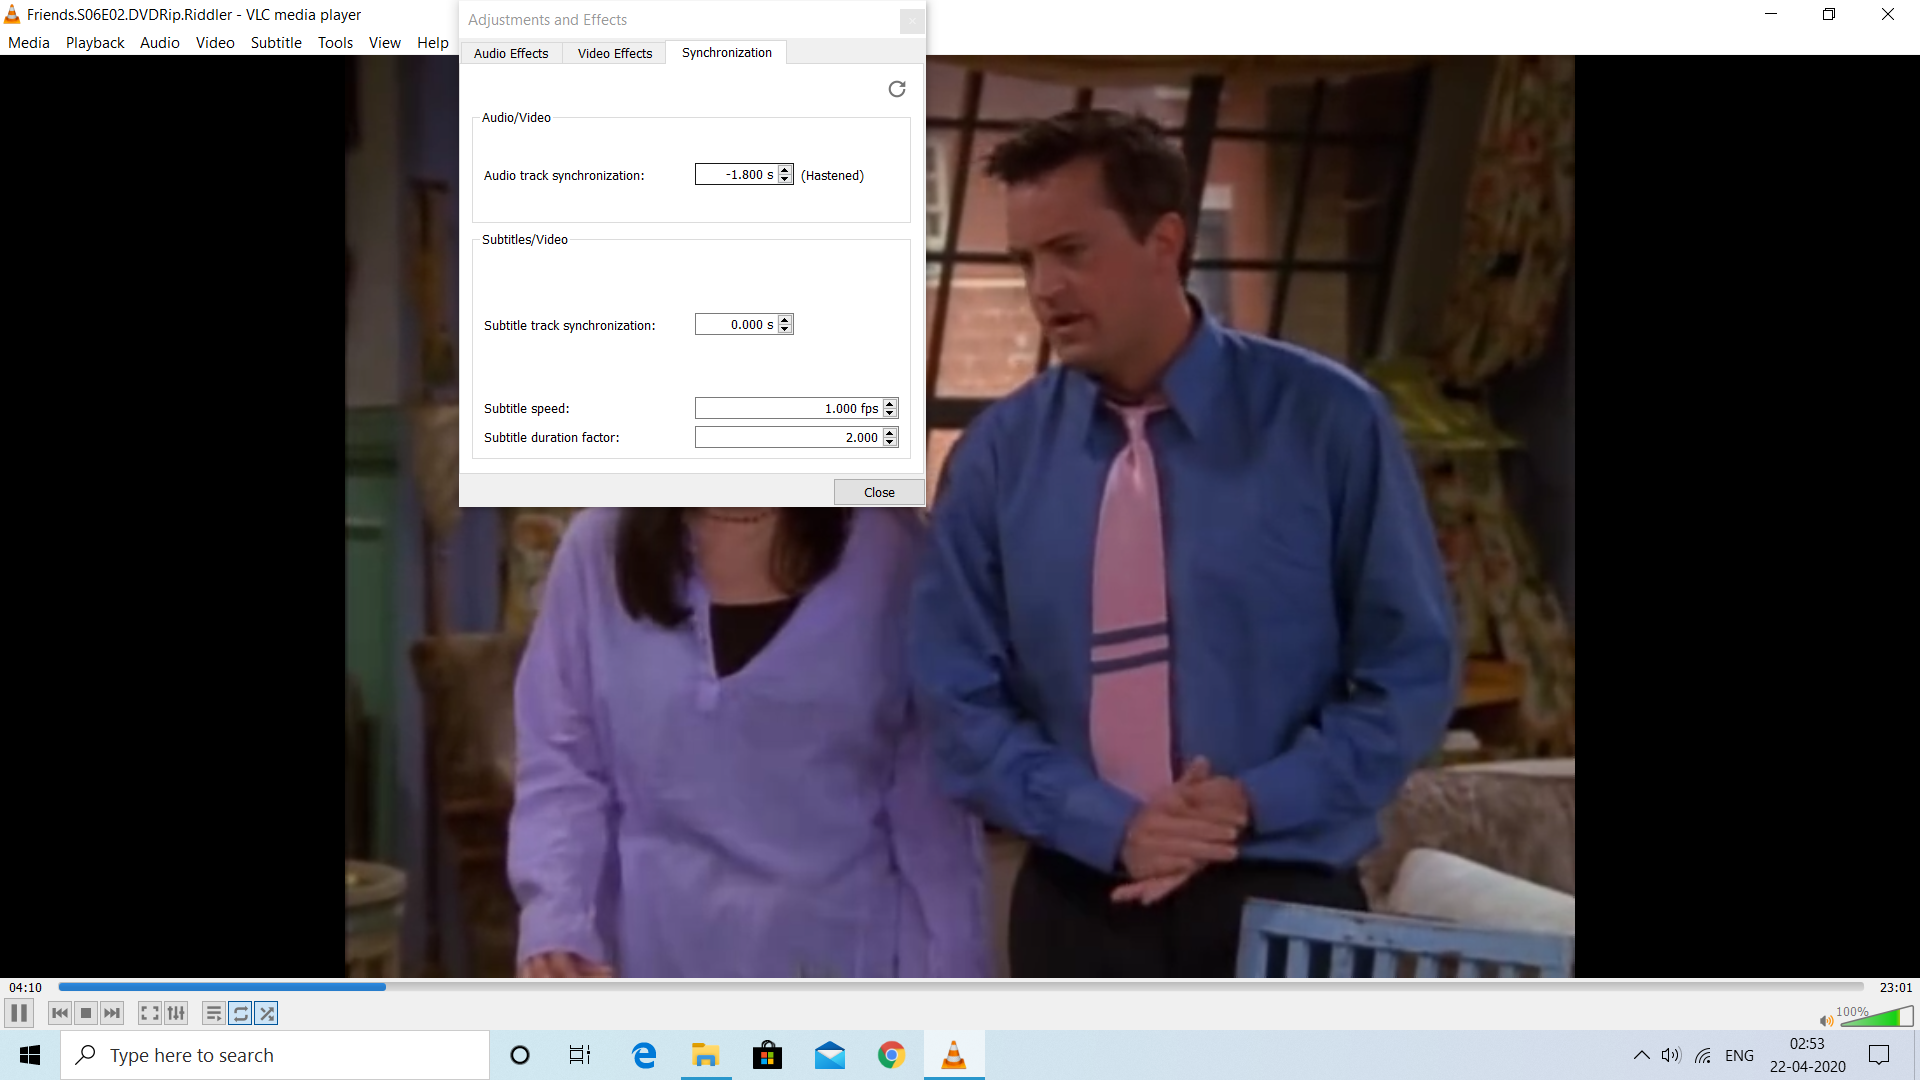 Friends.S06E02.DVDRip.Riddler - VLC media player
Media Playback Audio Video Subtitle Tools View Help
Adjustments and Effects
Audio Effects Video Effects Synchronization
Audio/Video
Audio track synchronization: -1.800 s (Hastened)
Subtitles/Video
Subtitle track synchronization: 0.000 s
Subtitle speed: 1.000 fps
Subtitle duration factor: 2.000
Close
04:10 23:01
100%
Type here to search
ENG
02:53
22-04-2020